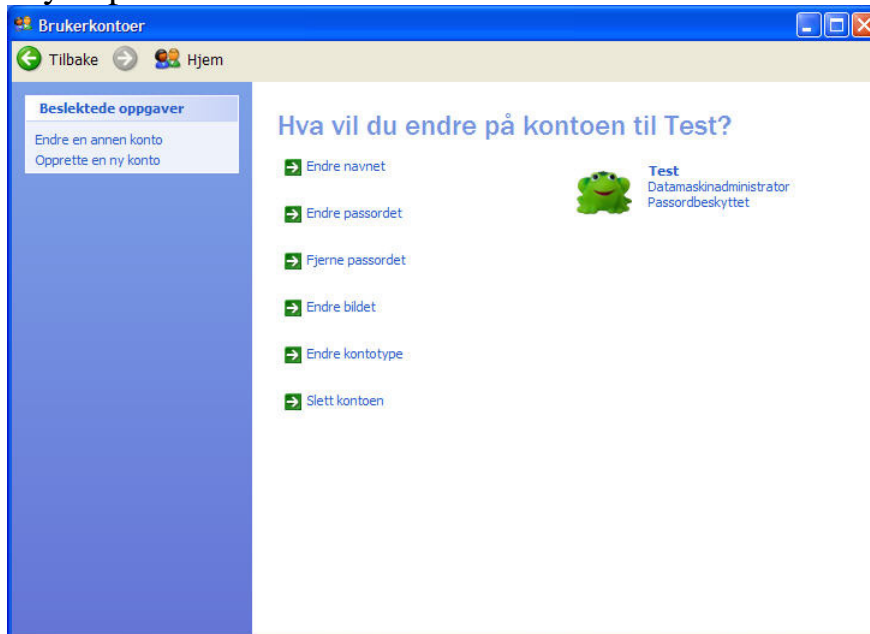 Brukerkontoer
Tilbake Hjem
Beslektede oppgaver
Endre en annen konto
Opprette en ny konto
Hva vil du endre på kontoen til Test?
Endre navnet
Endre passordet
Fjerne passordet
Endre bildet
Endre kontotype
Slett kontoen
Test
Datamaskinadministrator
Passordbeskyttet